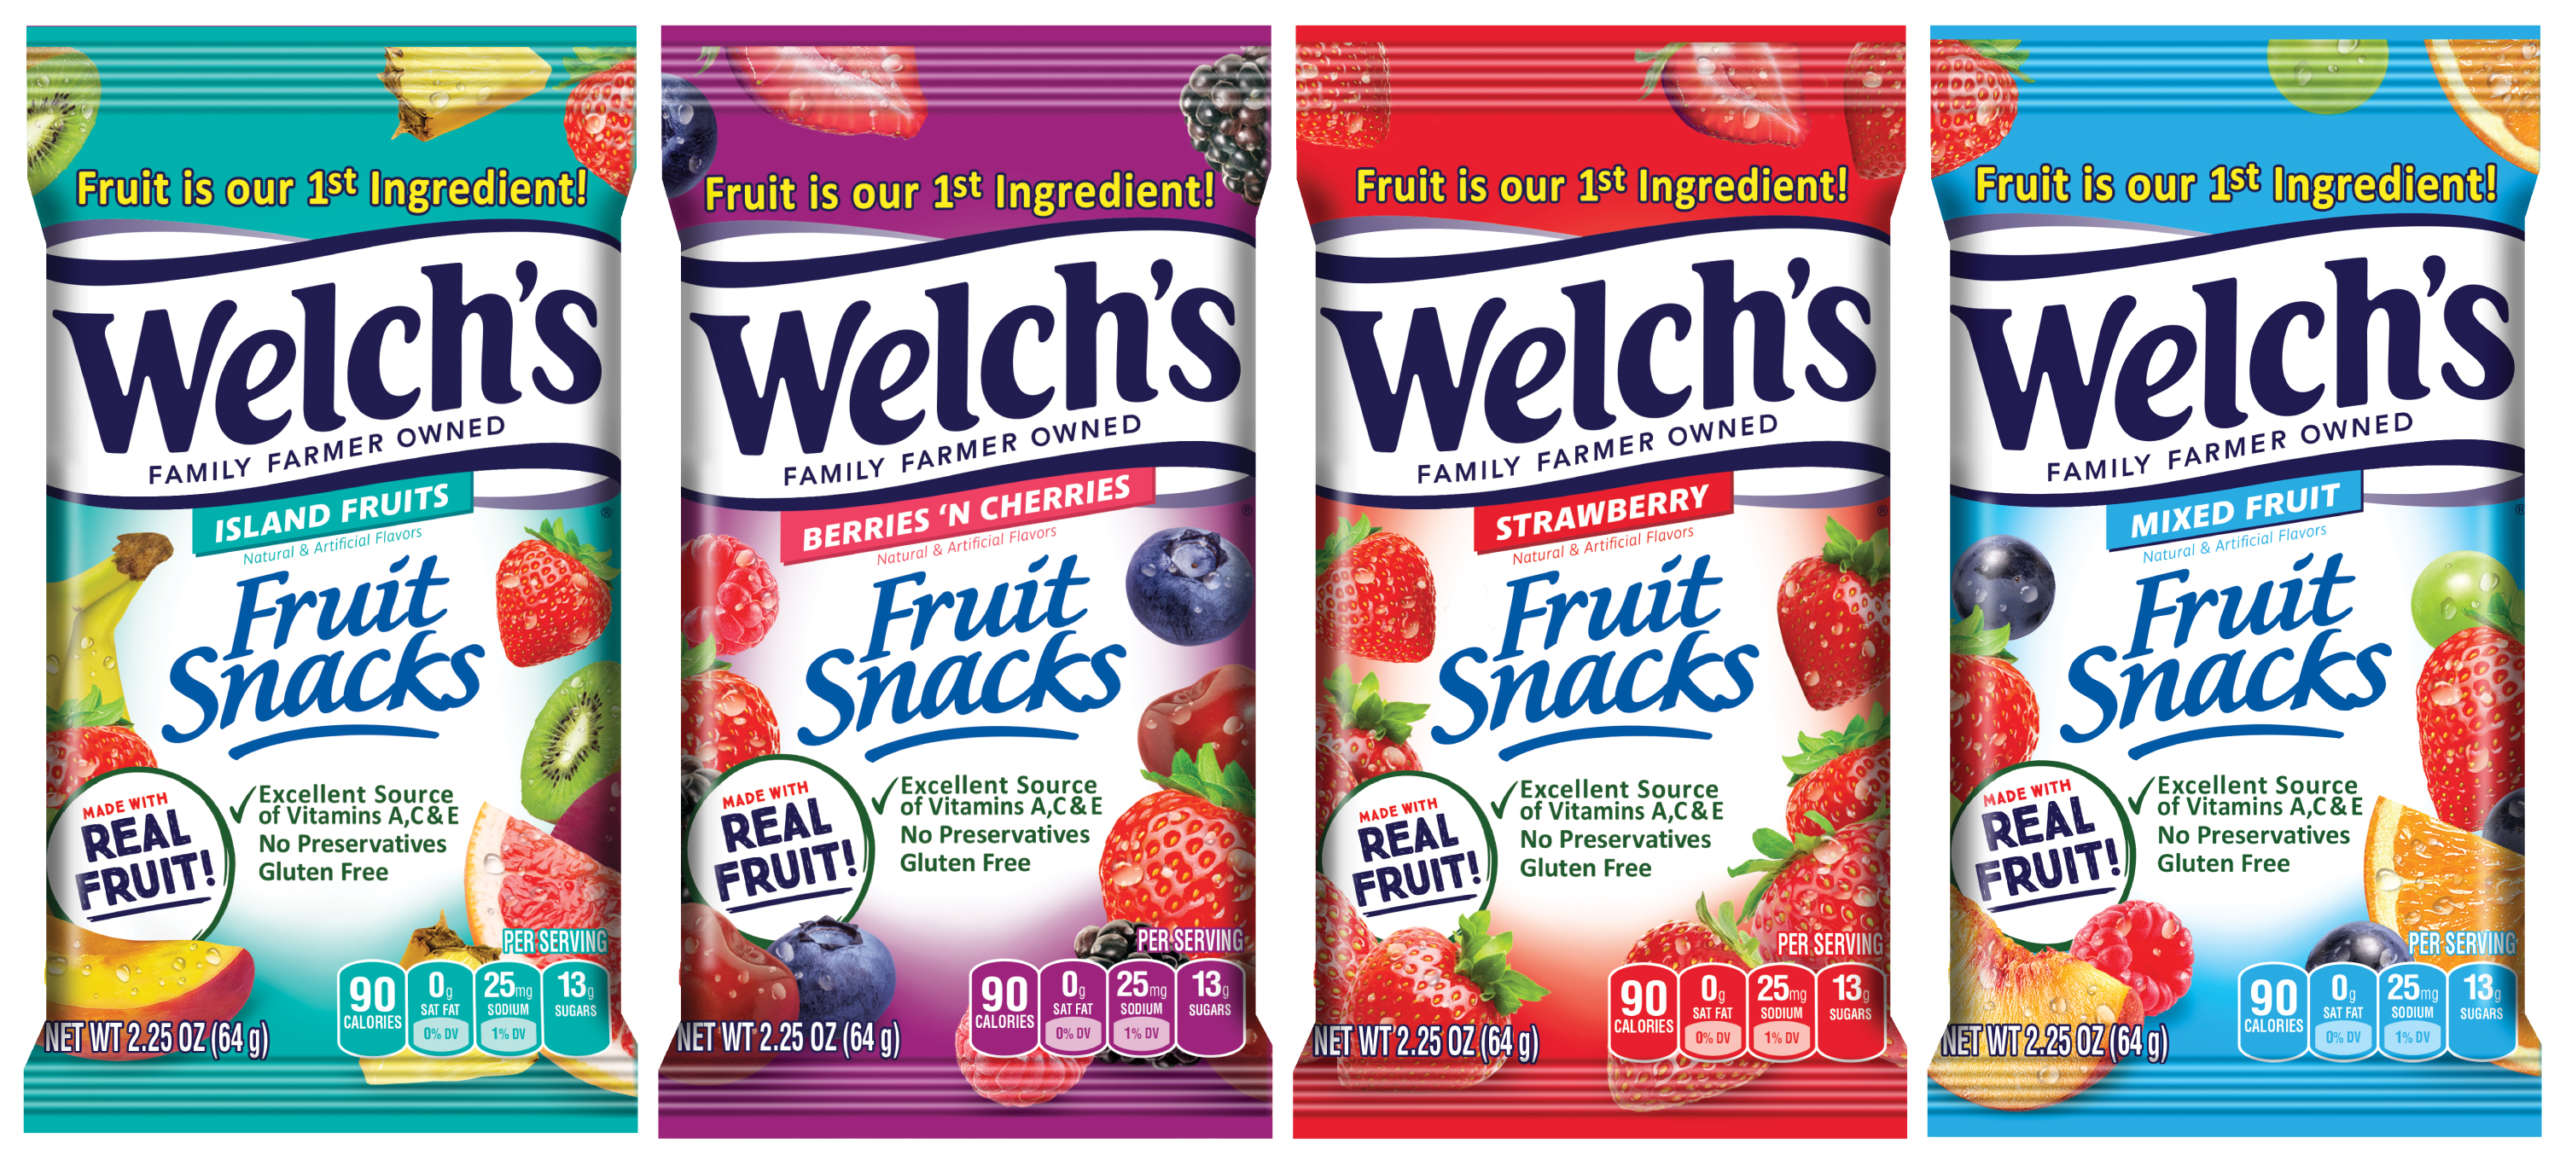 Fruit is our 1st Ingredient!
Welch's
FAMILY FARMER OWNED
ISLAND FRUITS
Natural & Artificial Flavors
Fruit
Snacks
MADE WITH
REAL
FRUIT!
✓Excellent Source
of Vitamins A,C&E
No Preservatives
Gluten Free
PER SERVING
90
CALORIES
0g
SAT FAT
0% DV
25mg
SODIUM
1% DV
13g
SUGARS
NET WT 2.25 OZ (64 g)
Fruit is our 1st Ingredient!
Welch's
FAMILY FARMER OWNED
BERRIES 'N CHERRIES
Natural & Artificial Flavors
Fruit
Snacks
MADE WITH
REAL
FRUIT!
✓Excellent Source
of Vitamins A,C&E
No Preservatives
Gluten Free
PER SERVING
90
CALORIES
0g
SAT FAT
0% DV
25mg
SODIUM
1% DV
13g
SUGARS
NET WT 2.25 OZ (64 g)
Fruit is our 1st Ingredient!
Welch's
FAMILY FARMER OWNED
STRAWBERRY
Natural & Artificial Flavors
Fruit
Snacks
MADE WITH
REAL
FRUIT!
✓Excellent Source
of Vitamins A,C&E
No Preservatives
Gluten Free
PER SERVING
90
CALORIES
0g
SAT FAT
0% DV
25mg
SODIUM
1% DV
13g
SUGARS
NET WT 2.25 OZ (64 g)
Fruit is our 1st Ingredient!
Welch's
FAMILY FARMER OWNED
MIXED FRUIT
Natural & Artificial Flavors
Fruit
Snacks
MADE WITH
REAL
FRUIT!
✓Excellent Source
of Vitamins A,C&E
No Preservatives
Gluten Free
PER SERVING
90
CALORIES
0g
SAT FAT
0% DV
25mg
SODIUM
1% DV
13g
SUGARS
NET WT 2.25 OZ (64 g)